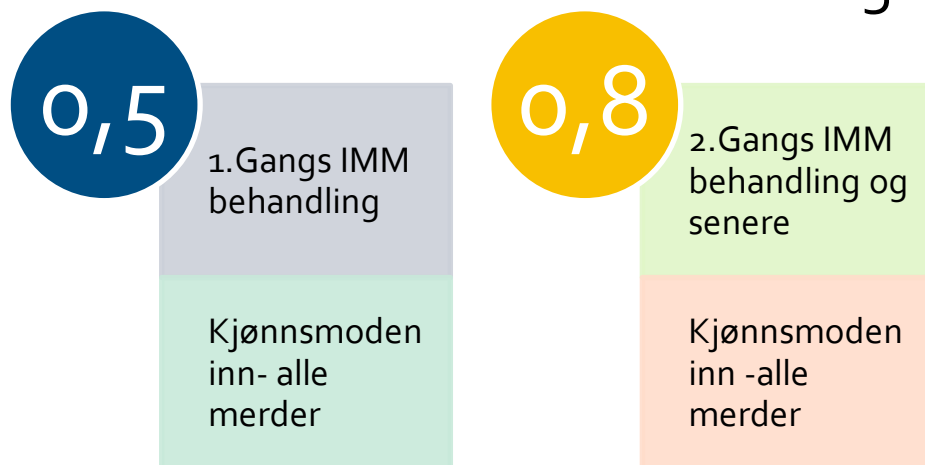 0,5
1.Gangs IMM
behandling
Kjønnsmoden
inn- alle
merder
0,8
2.Gangs IMM
behandling og
senere
Kjønnsmoden
inn -alle
merder